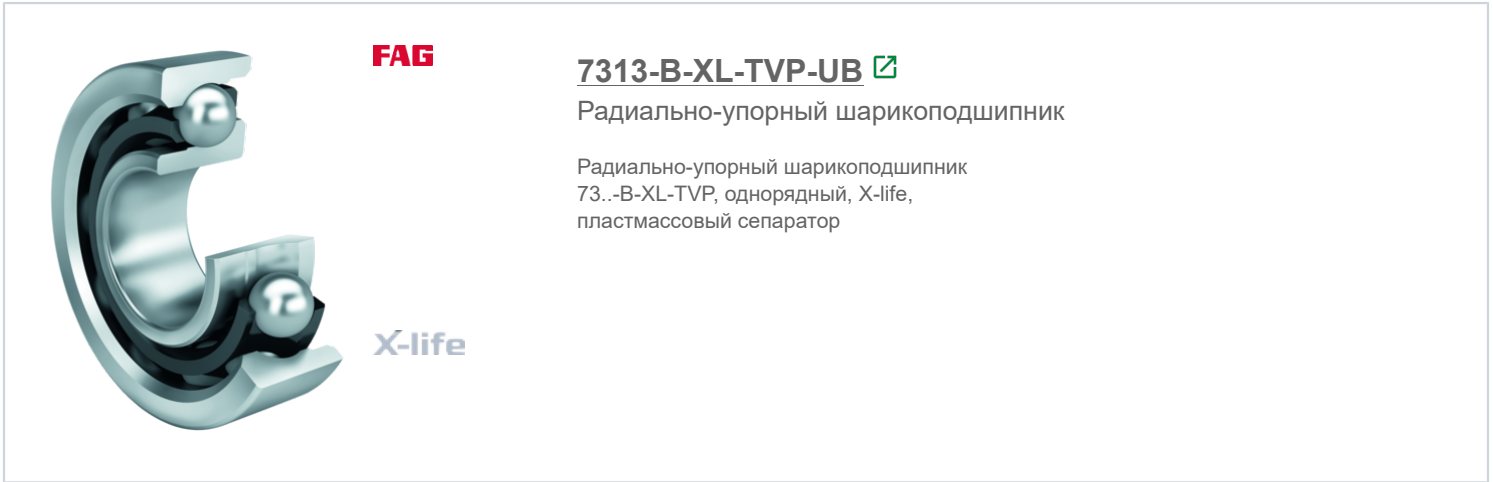 FAG
7313-B-XL-TVP-UB
Радиально-упорный шарикоподшипник
Радиально-упорный шарикоподшипник
73..-B-XL-TVP, однорядный, X-life,
пластмассовый сепаратор
X-life